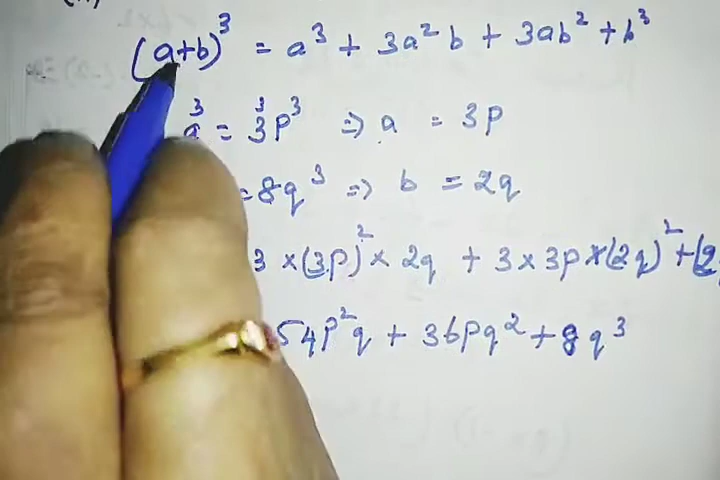 (a+b)³ = a³ + 3a²b + 3ab² + b³
a³ = 3³p³ ⇒ a = 3p
= 8q³ ⇒ b = 2q
3 × (3p)² × 2q + 3 × 3p × (2q)² + (2
54p²q + 36pq² + 8q³